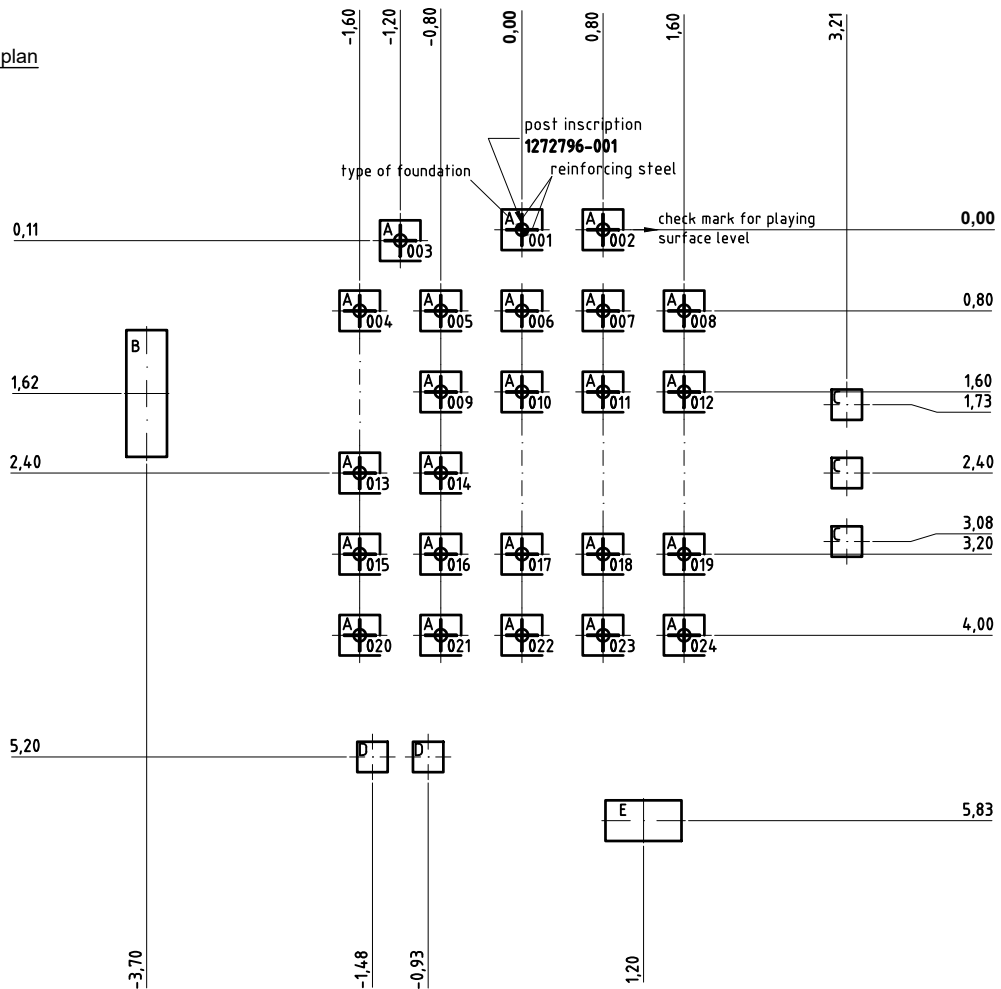 -1,60
-1,20
-0,80
0,00
0,80
1,60
3,21
plan
post inscription
1272796-001
type of foundation
reinforcing steel
0,11
A 003
A 001
A 002
check mark for playing
surface level
0,00
A 004
A 005
A 006
A 007
A 008
0,80
B
1,62
A 009
A 010
A 011
A 012
1,60
C
1,73
2,40
A 013
A 014
C
2,40
C
3,08
3,20
A 015
A 016
A 017
A 018
A 019
A 020
A 021
A 022
A 023
A 024
4,00
5,20
D
D
E
5,83
-3,70
-1,48
-0,93
1,20